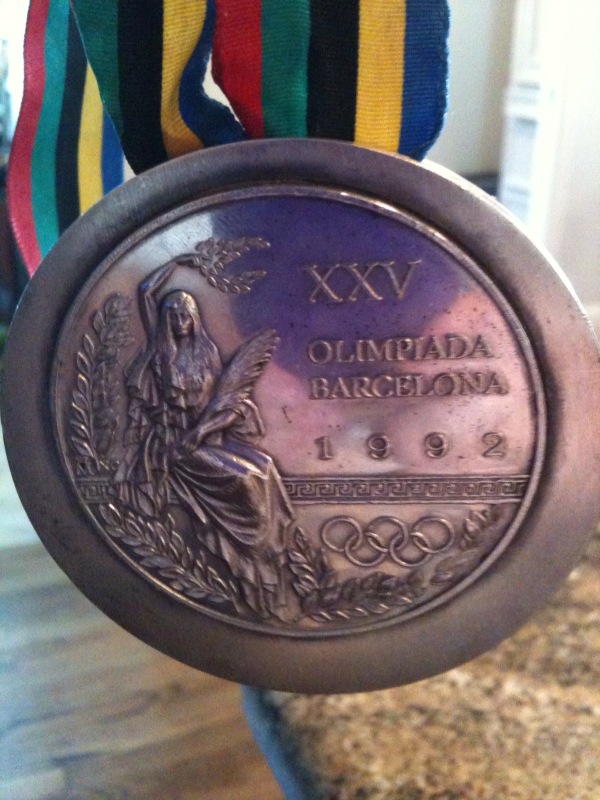 XXV
OLIMPIADA
BARCELONA
1992